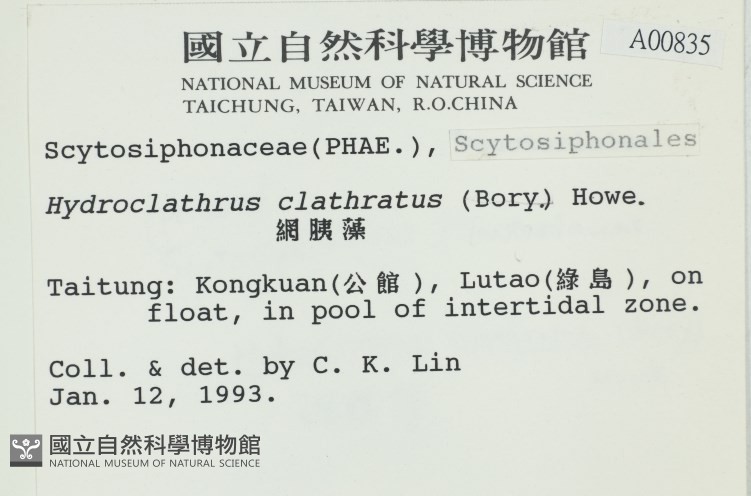 國立自然科學博物館 A00835
NATIONAL MUSEUM OF NATURAL SCIENCE
TAICHUNG, TAIWAN, R.O.CHINA
Scytosiphonaceae(PHAE.), Scytosiphonales
Hydroclathrus clathratus (Bory.) Howe.
網胰藻
Taitung: Kongkuan(公館), Lutao(綠島), on
float, in pool of intertidal zone.
Coll. & det. by C. K. Lin
Jan. 12, 1993.
國立自然科學博物館
NATIONAL MUSEUM OF NATURAL SCIENCE